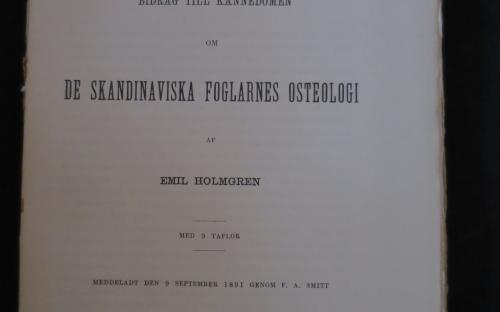 BIDRAG TILL KÄNNEDOMEN
OM
DE SKANDINAVISKA FOGLARNES OSTEOLOGI
AF
EMIL HOLMGREN
MED 9 TAFLOR
MEDDELADT DEN 9 SEPTEMBER 1891 GENOM F. A. SMITT